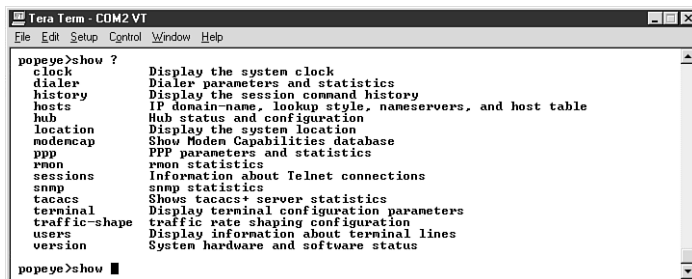 Tera Term - COM2 VT
File Edit Setup Control Window Help
popeye>show ?
clock Display the system clock
dialer Dialer parameters and statistics
history Display the session command history
hosts IP domain-name, lookup style, nameservers, and host table
hub Hub status and configuration
location Display the system location
modemcap Show Modem Capabilities database
ppp PPP parameters and statistics
rmon rmon statistics
sessions Information about Telnet connections
snmp snmp statistics
tacacs Shows tacacs+ server statistics
terminal Display terminal configuration parameters
traffic-shape traffic rate shaping configuration
users Display information about terminal lines
version System hardware and software status
popeye>show